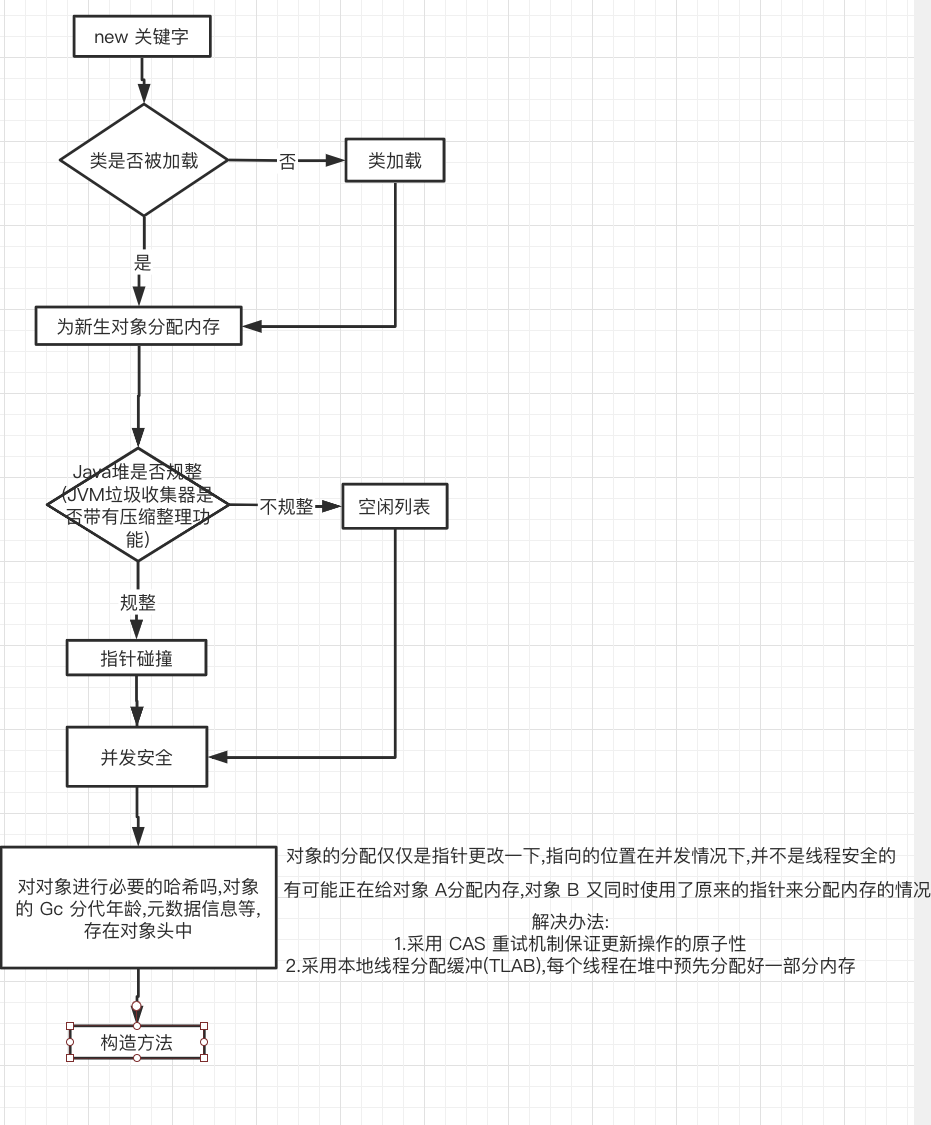 new 关键字
类是否被加载
否
类加载
是
为新生对象分配内存
Java堆是否规整
(JVM垃圾收集器是
否带有压缩整理功
能)
不规整
空闲列表
规整
指针碰撞
并发安全
对对象进行必要的哈希吗,对象
的 Gc 分代年龄,元数据信息等,
存在对象头中
对象的分配仅仅是指针更改一下,指向的位置在并发情况下,并不是线程安全的
有可能正在给对象 A分配内存,对象 B 又同时使用了原来的指针来分配内存的情况
解决办法:
1.采用 CAS 重试机制保证更新操作的原子性
2.采用本地线程分配缓冲(TLAB),每个线程在堆中预先分配好一部分内存
构造方法